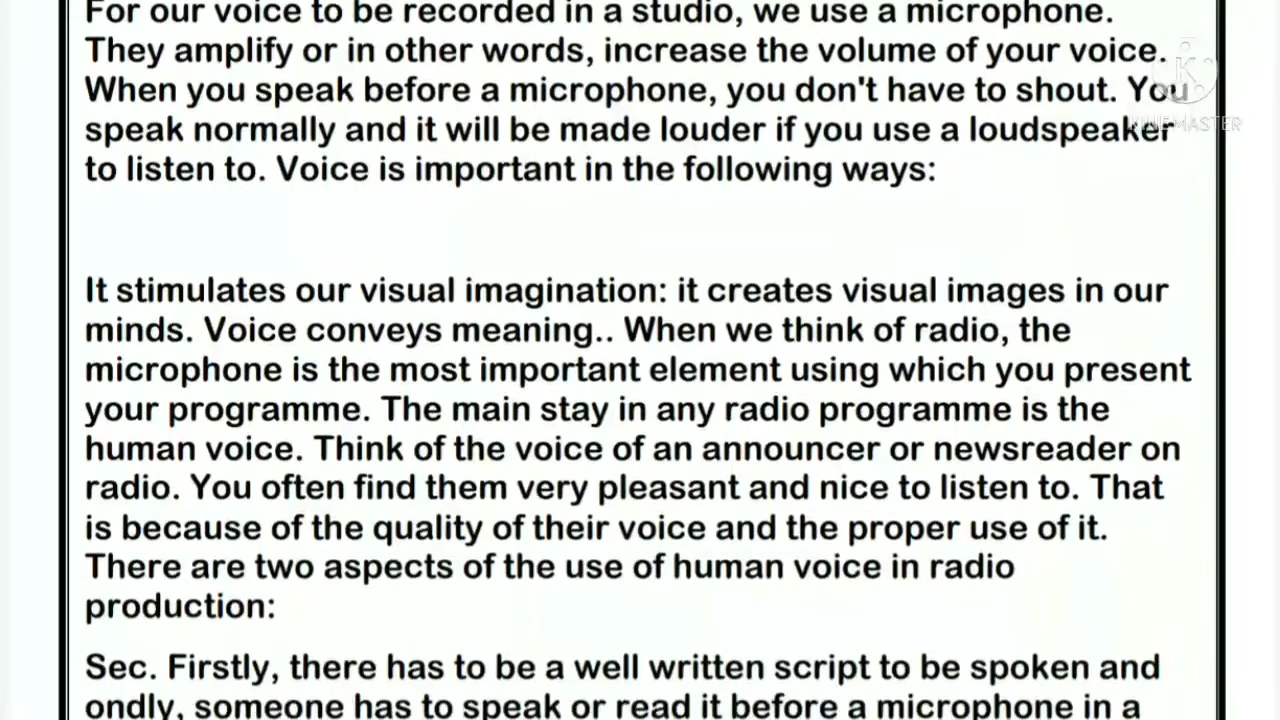 For our voice to be recorded in a studio, we use a microphone.
They amplify or in other words, increase the volume of your voice.
When you speak before a microphone, you don't have to shout. You
speak normally and it will be made louder if you use a loudspeaker
to listen to. Voice is important in the following ways:
It stimulates our visual imagination: it creates visual images in our
minds. Voice conveys meaning.. When we think of radio, the
microphone is the most important element using which you present
your programme. The main stay in any radio programme is the
human voice. Think of the voice of an announcer or newsreader on
radio. You often find them very pleasant and nice to listen to. That
is because of the quality of their voice and the proper use of it.
There are two aspects of the use of human voice in radio
production:
Sec. Firstly, there has to be a well written script to be spoken and
ondly, someone has to speak or read it before a microphone in a
K
KINEMASTER